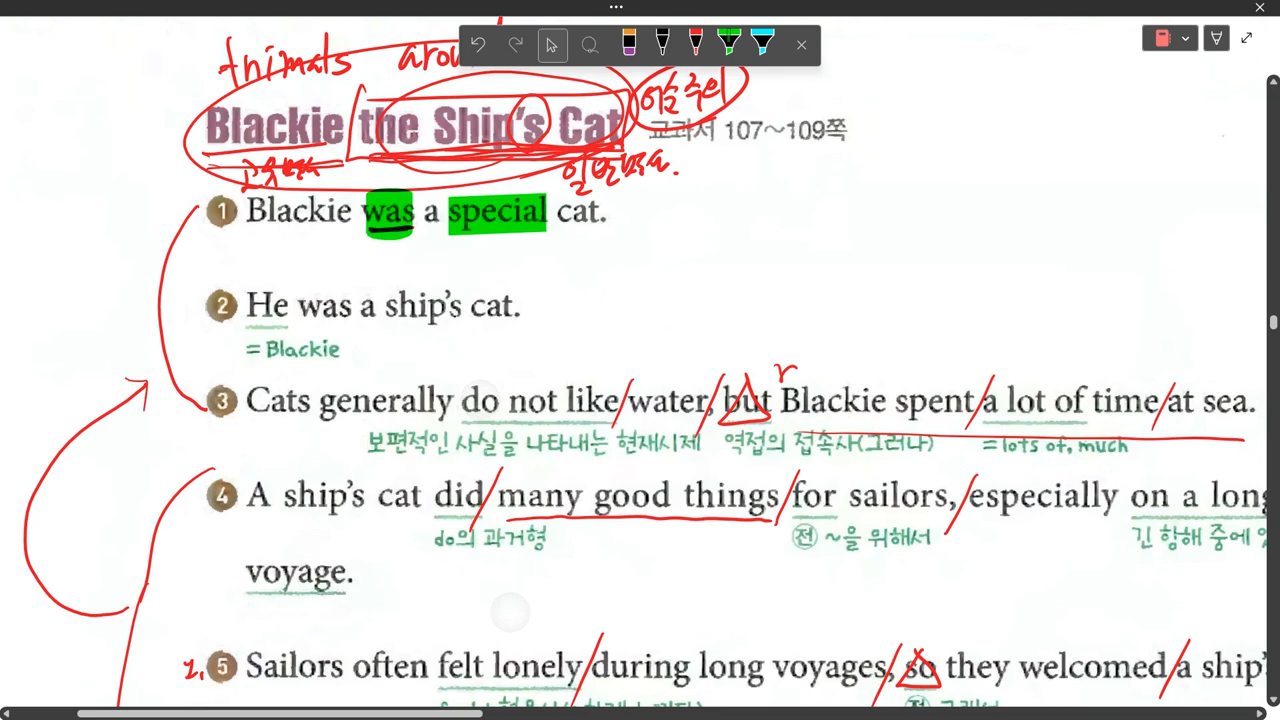 Animals arou
Blackie the Ship's Cat
교과서 107~109쪽
1 Blackie was a special cat.
2 He was a ship's cat.
= Blackie
r
3 Cats generally do not like/water,/but Blackie spent/a lot of time/at sea.
보편적인 사실을 나타내는 현재시제 역접의 접속사(그러나) = lots of, much
4 A ship's cat did/many good things/for sailors,/especially on a long
do의 과거형 전 ~을 위해서 긴 항해 중에
voyage.
5 Sailors often felt lonely/during long voyages,/so they welcomed/a ship'